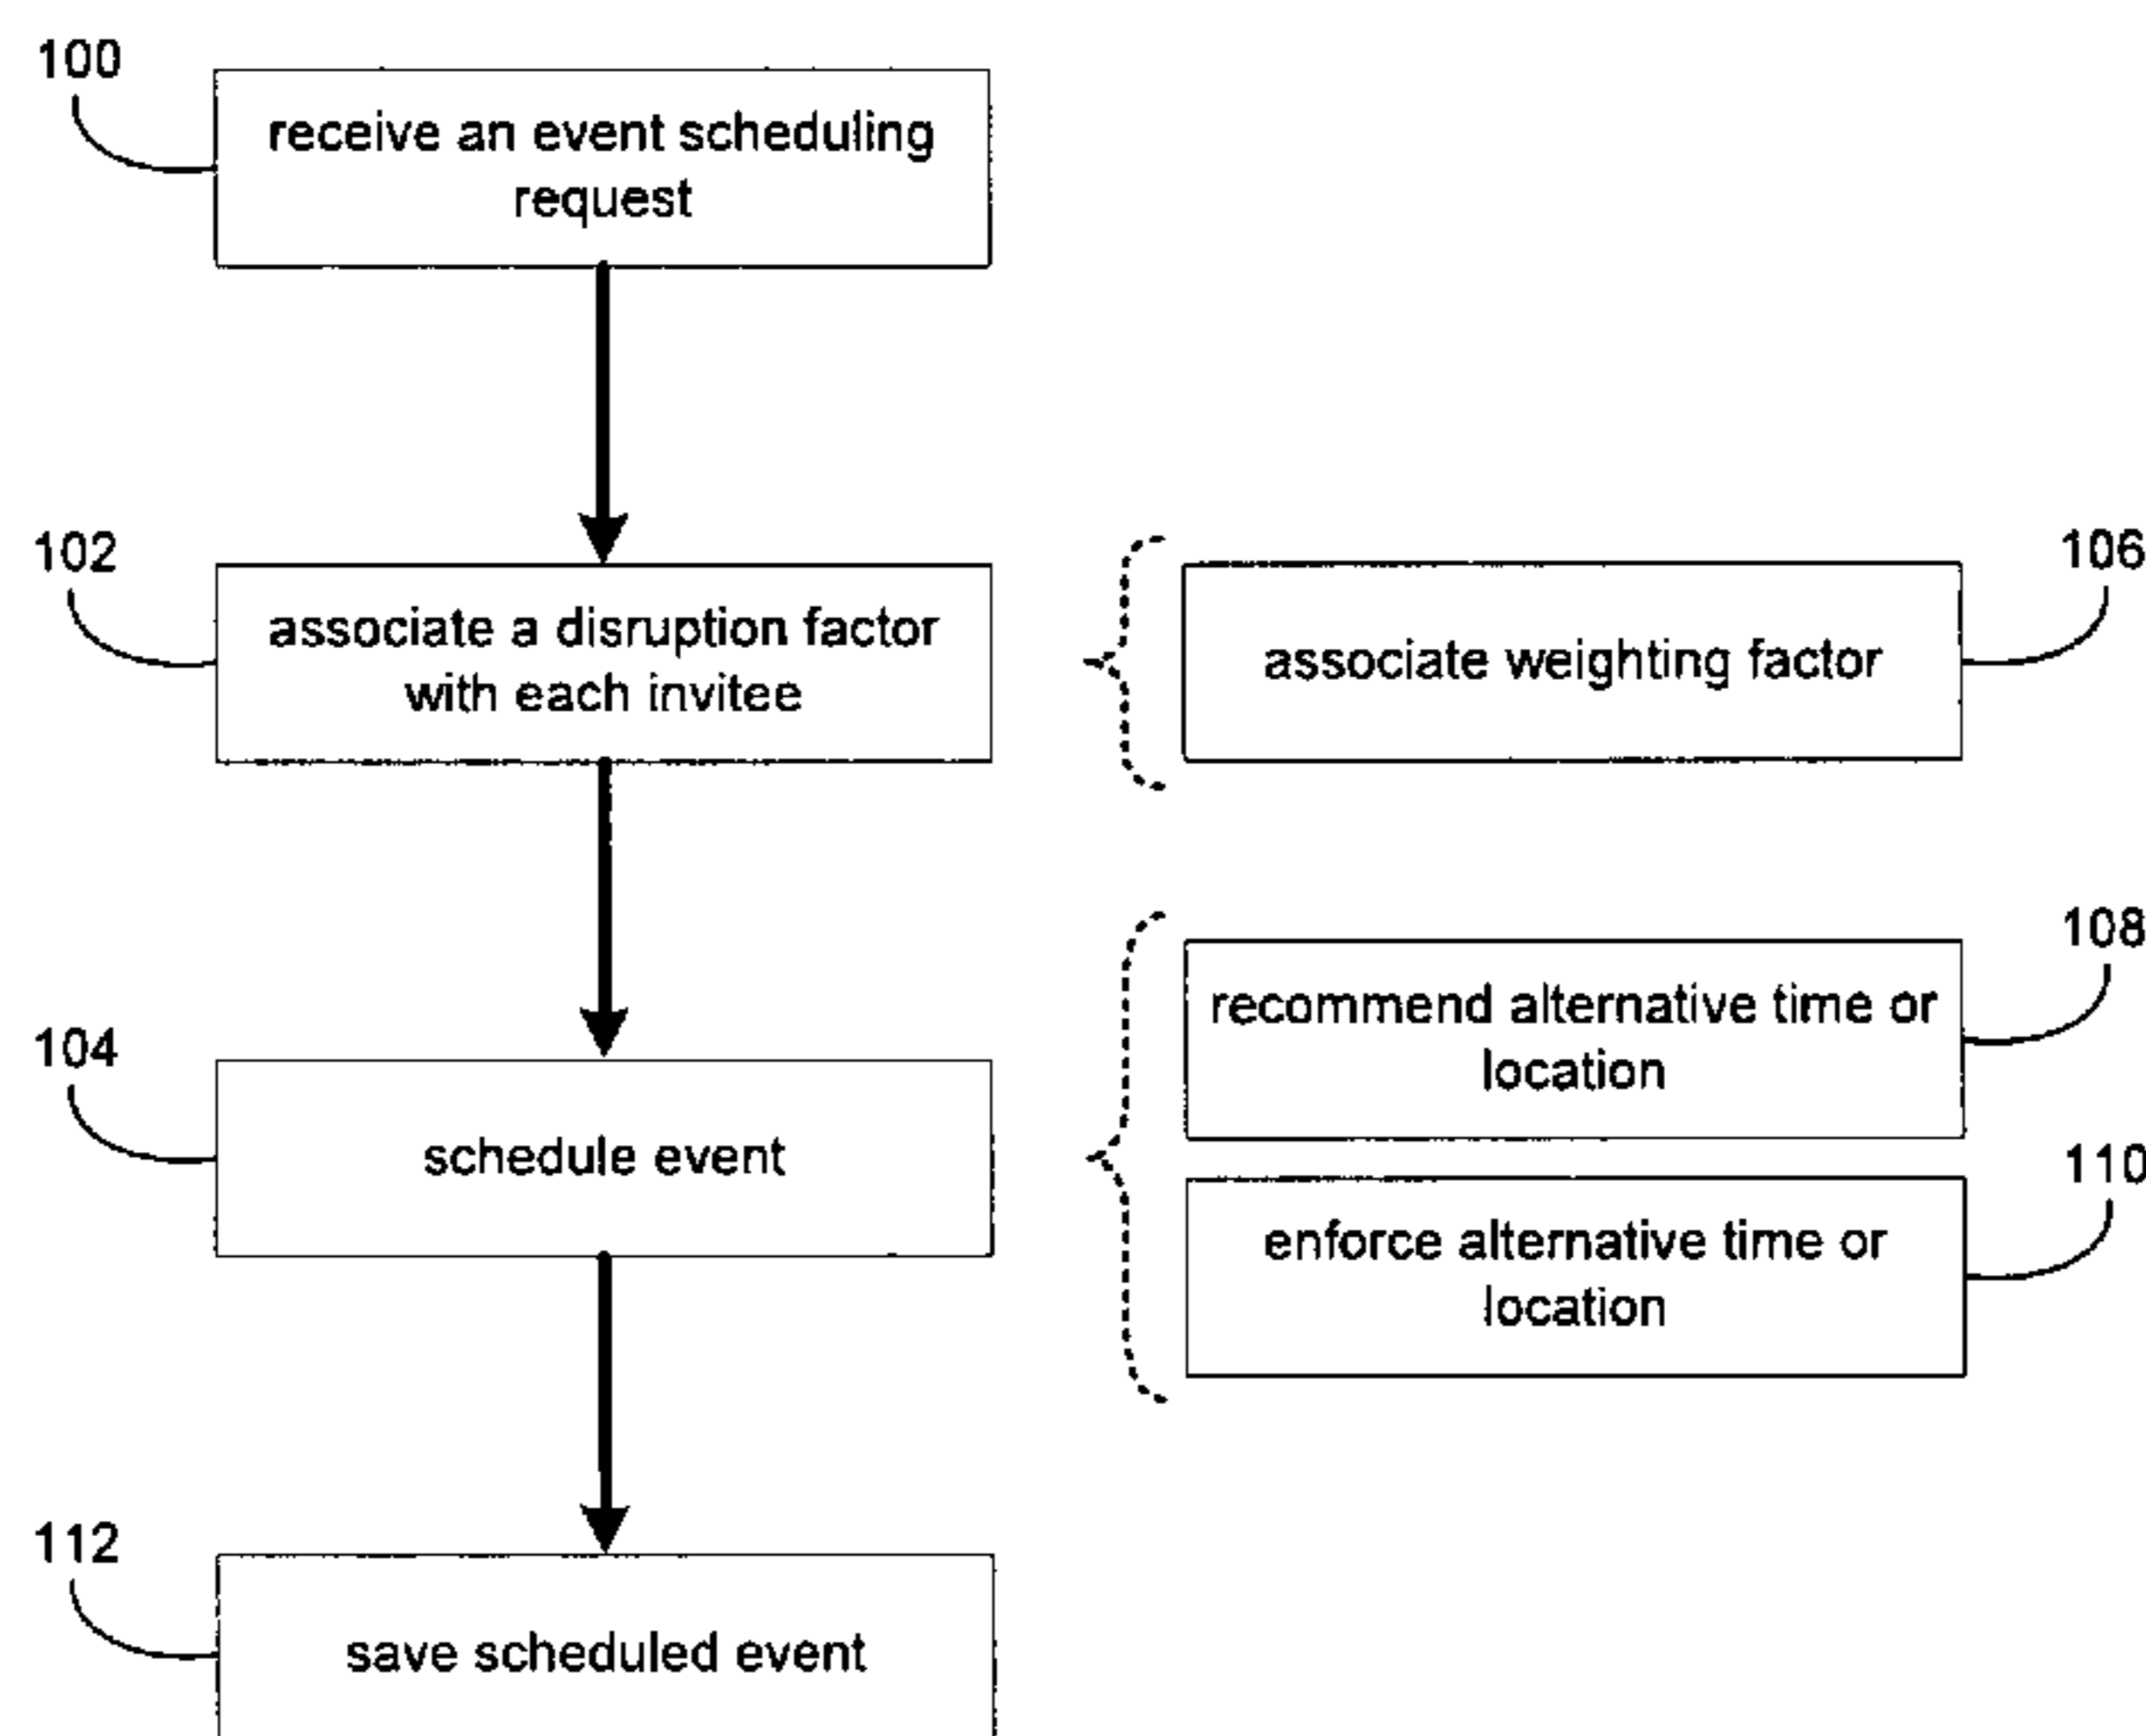 100
receive an event scheduling
request
102
associate a disruption factor
with each invitee
106
associate weighting factor
108
recommend alternative time or
location
104
schedule event
110
enforce alternative time or
location
112
save scheduled event